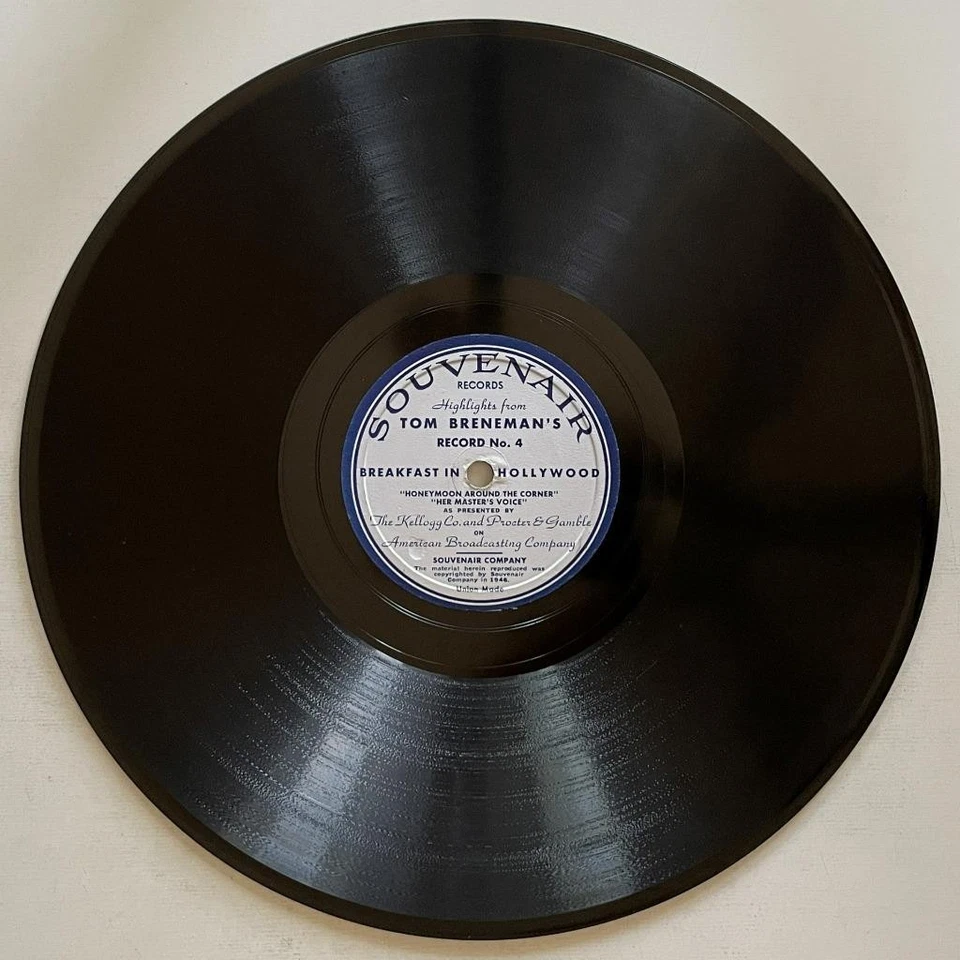 SOUVENAIR
RECORDS
Highlights from
TOM BRENEMAN'S
RECORD No. 4
BREAKFAST IN HOLLYWOOD
"HONEYMOON AROUND THE CORNER"
"HER MASTER'S VOICE"
AS PRESENTED BY
The Kellogg Co. and Procter & Gamble
ON
American Broadcasting Company
SOUVENAIR COMPANY
The material herein reproduced was
copyrighted by Souvenair
Company in 1946.
Union Made